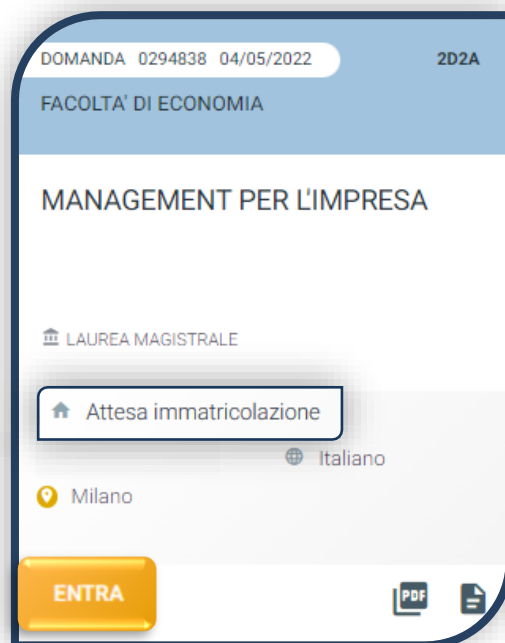 DOMANDA 0294838 04/05/2022 2D2A
FACOLTA' DI ECONOMIA
MANAGEMENT PER L'IMPRESA
LAUREA MAGISTRALE
Attesa immatricolazione
Italiano
Milano
ENTRA
PDF